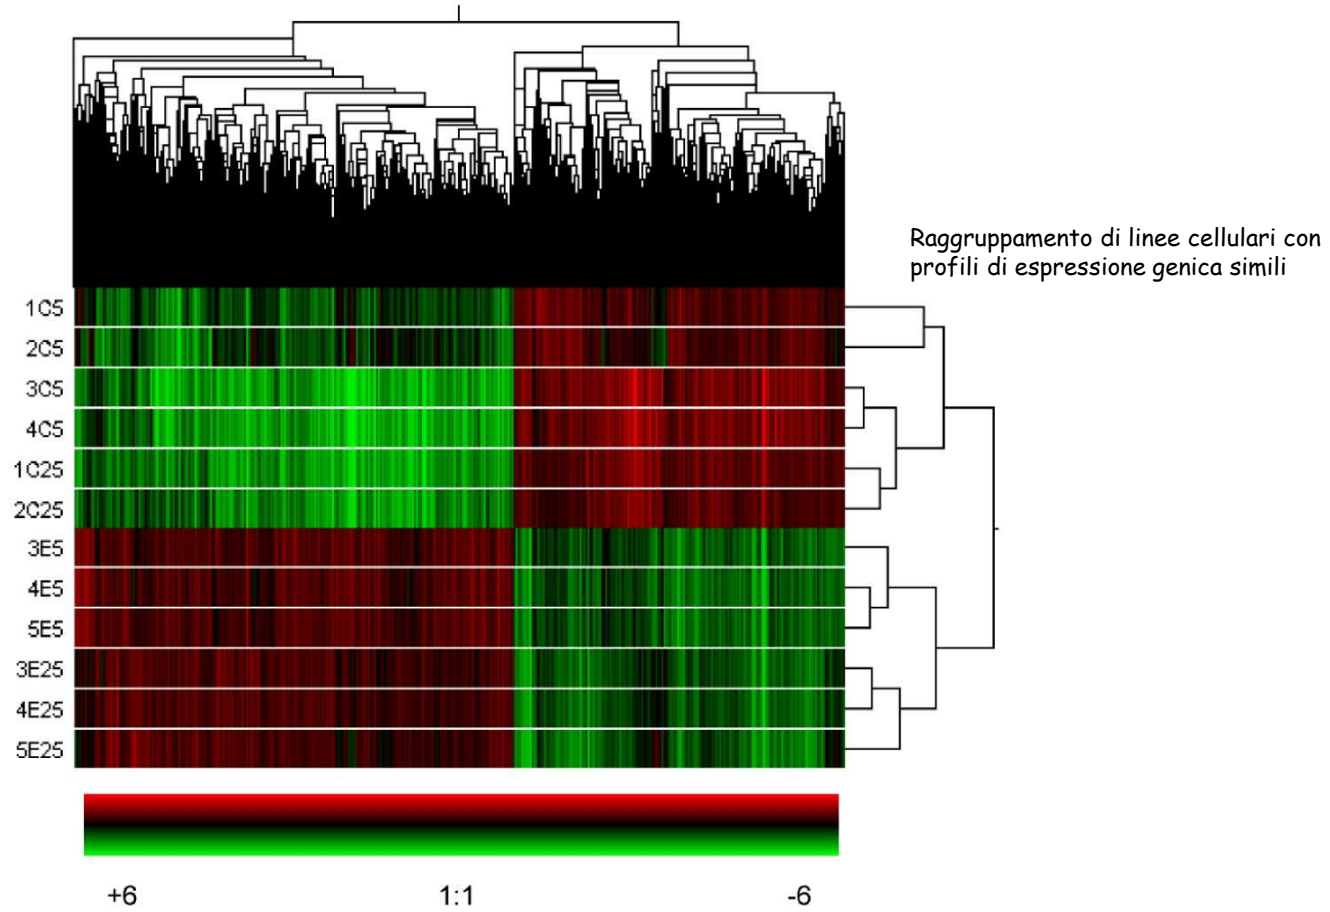 Raggruppamento di linee cellulari con
profili di espressione genica simili
1C5
2C5
3C5
4C5
1C25
2C25
3E5
4E5
5E5
3E25
4E25
5E25
+6 1:1 -6